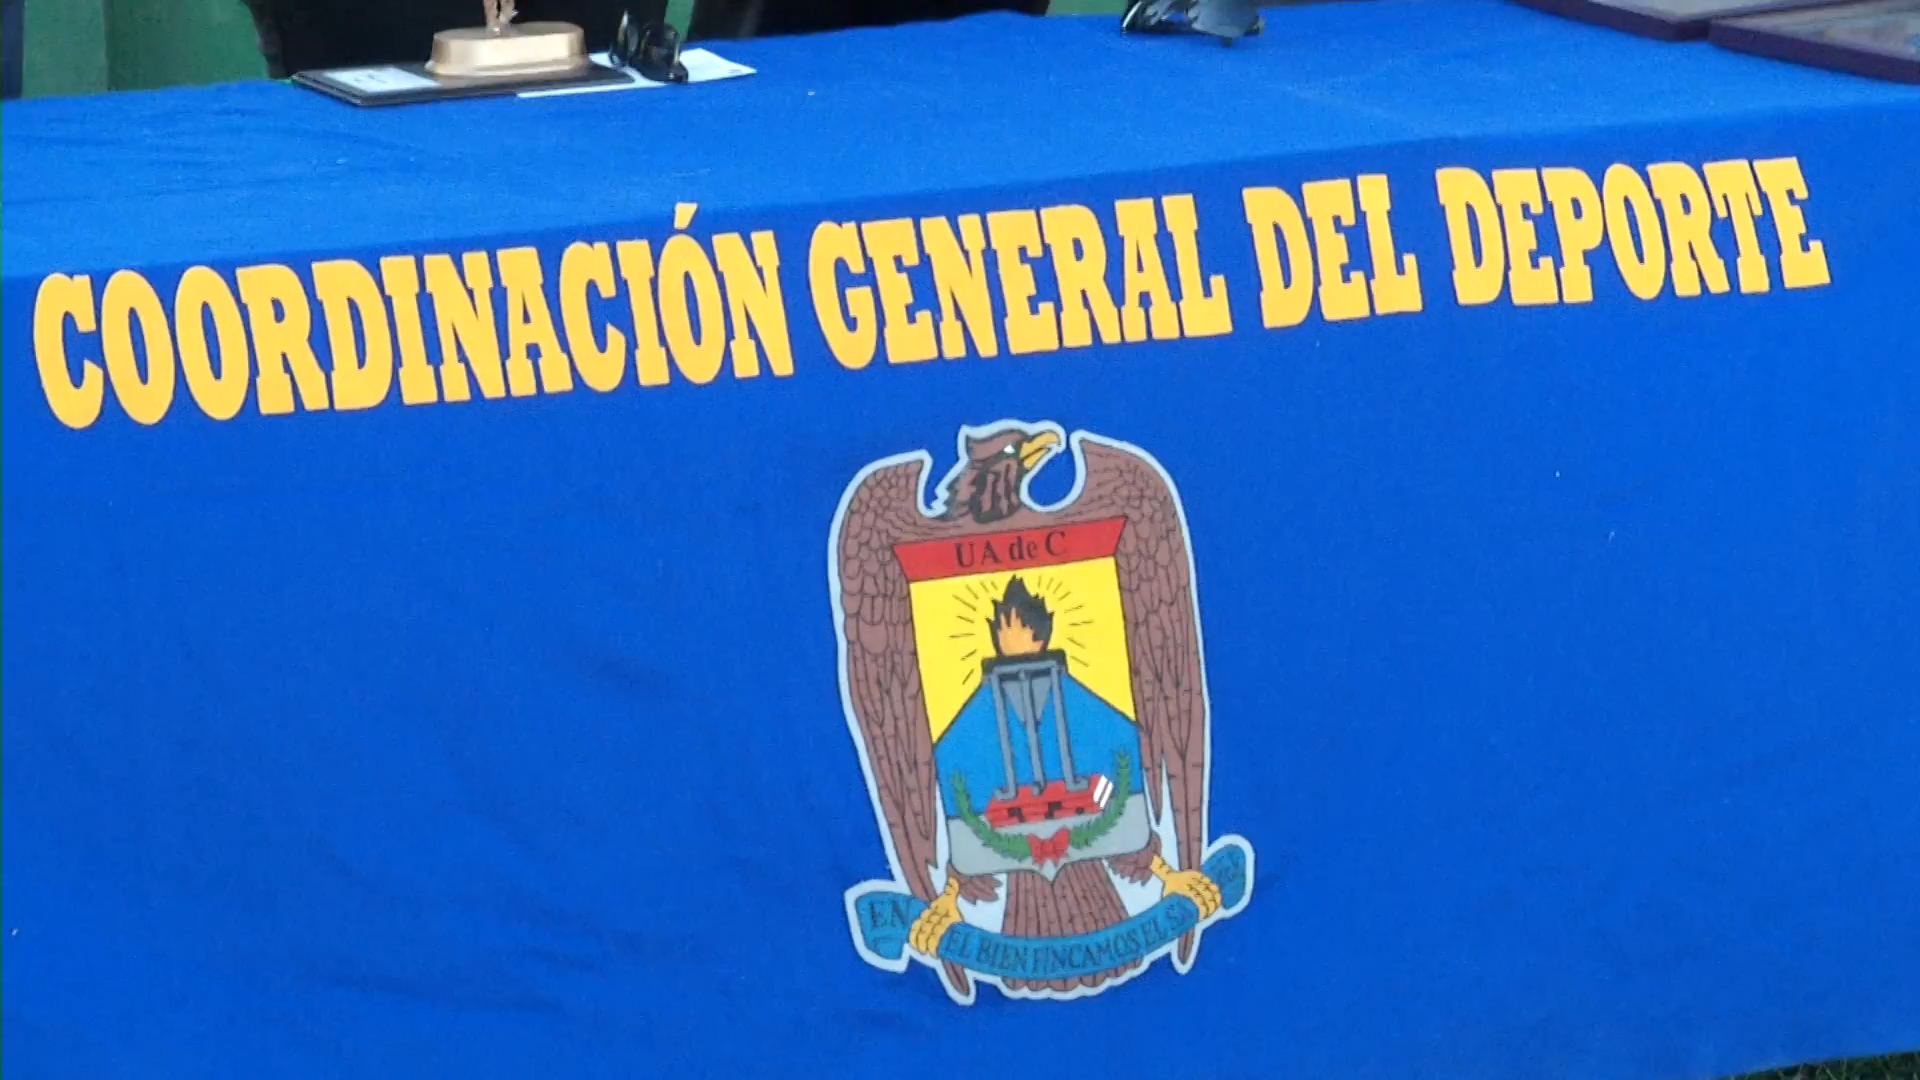 COORDINACIÓN GENERAL DEL DEPORTE
UA de C
EN EL BIEN FINCAMOS EL